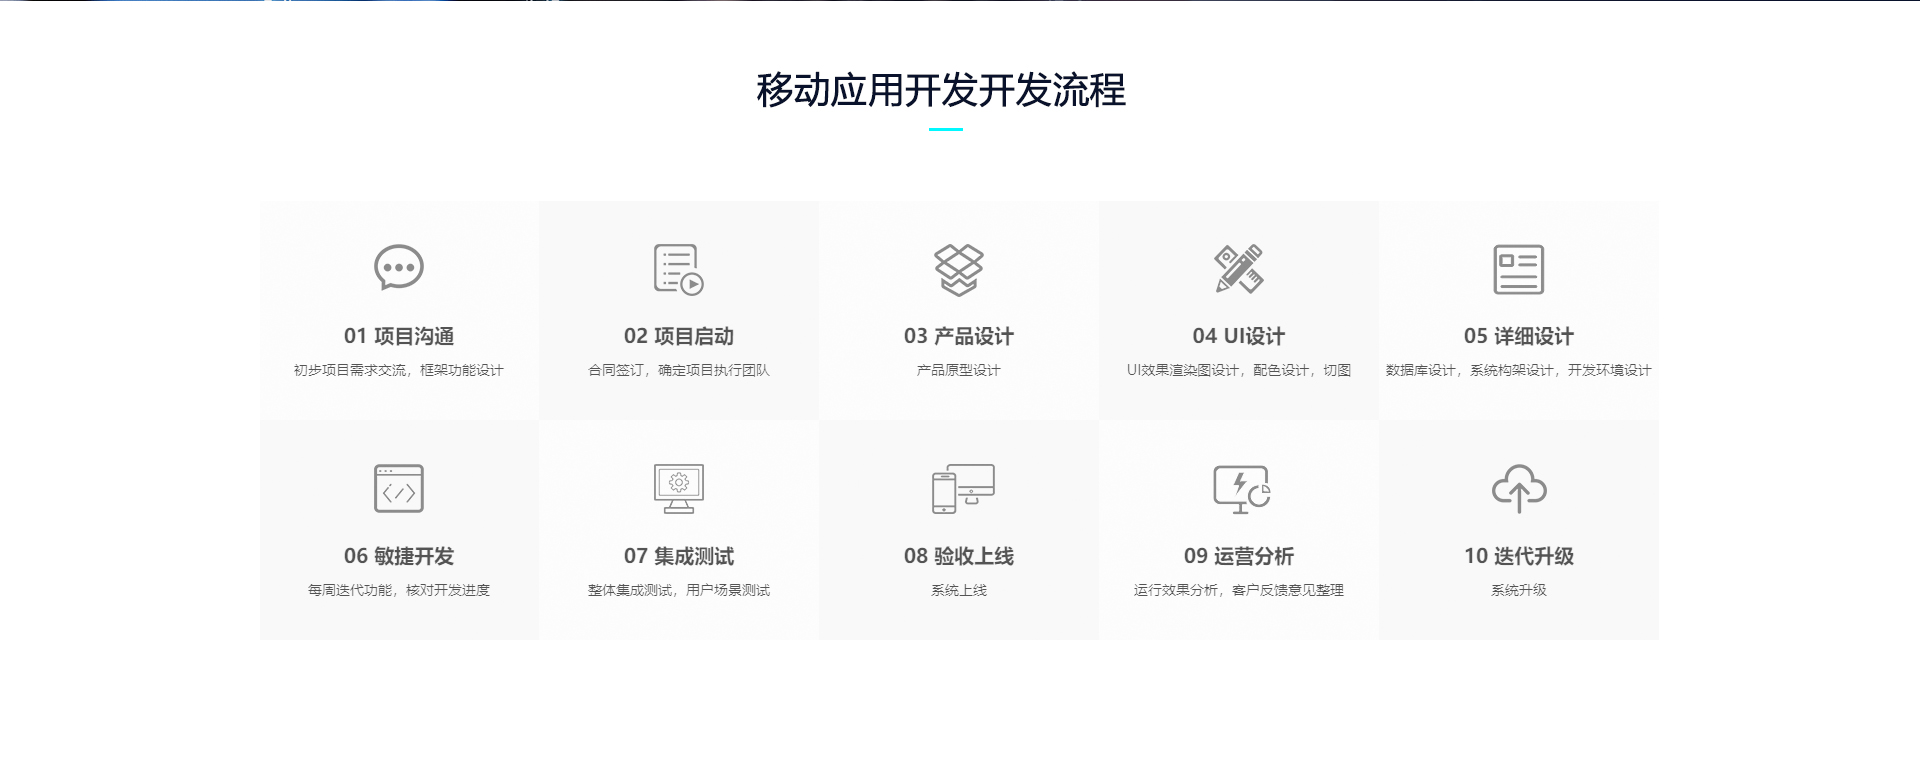 移动应用开发开发流程
01 项目沟通
初步项目需求交流，框架功能设计
02 项目启动
合同签订，确定项目执行团队
03 产品设计
产品原型设计
04 UI设计
UI效果渲染图设计，配色设计，切图
05 详细设计
数据库设计，系统构架设计，开发环境设计
06 敏捷开发
每周迭代功能，核对开发进度
07 集成测试
整体集成测试，用户场景测试
08 验收上线
系统上线
09 运营分析
运行效果分析，客户反馈意见整理
10 迭代升级
系统升级